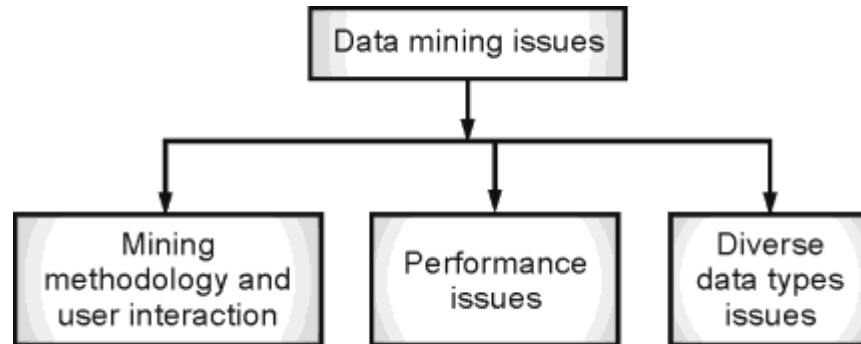 Data mining issues
Mining
methodology and
user interaction
Performance
issues
Diverse
data types
issues